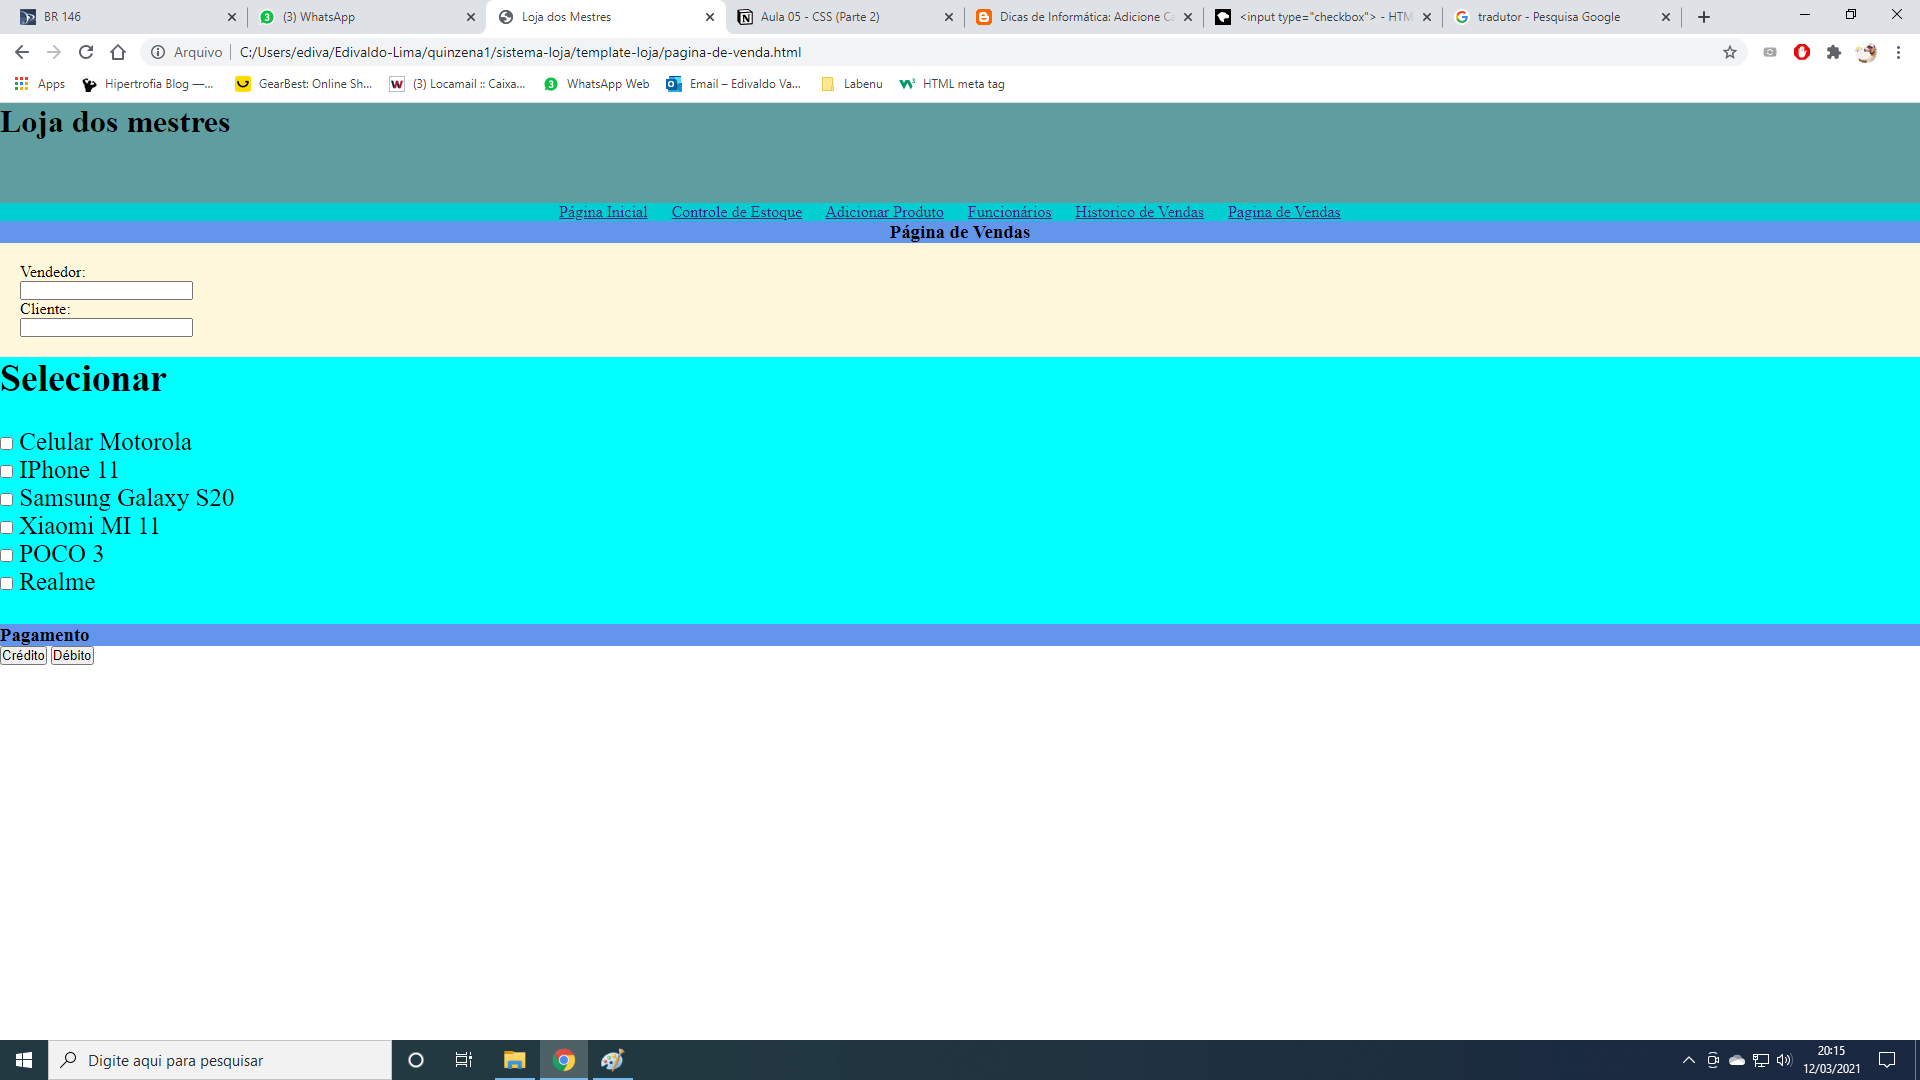 BR 146
(3) WhatsApp
Loja dos Mestres
Aula 05 - CSS (Parte 2)
Dicas de Informática: Adicione Ca
<input type="checkbox"> - HTM
tradutor - Pesquisa Google
Arquivo C:/Users/ediva/Edivaldo-Lima/quinzena1/sistema-loja/template-loja/pagina-de-venda.html
Apps
Hipertrofia Blog —...
GearBest: Online Sh...
(3) Locamail :: Caixa...
WhatsApp Web
Email – Edivaldo Va...
Labenu
HTML meta tag
Loja dos mestres
Página Inicial Controle de Estoque Adicionar Produto Funcionários Historico de Vendas Pagina de Vendas
Página de Vendas
Vendedor:
Cliente:
Selecionar
Celular Motorola
IPhone 11
Samsung Galaxy S20
Xiaomi MI 11
POCO 3
Realme
Pagamento
Crédito Débito
Digite aqui para pesquisar
20:15
12/03/2021